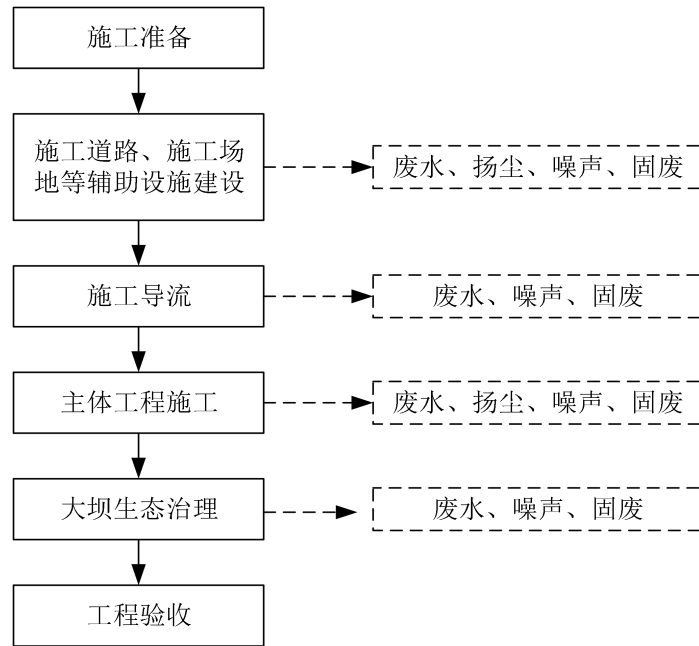 施工准备
施工道路、施工场
地等辅助设施建设
废水、扬尘、噪声、固废
施工导流
废水、噪声、固废
主体工程施工
废水、扬尘、噪声、固废
大坝生态治理
废水、噪声、固废
工程验收